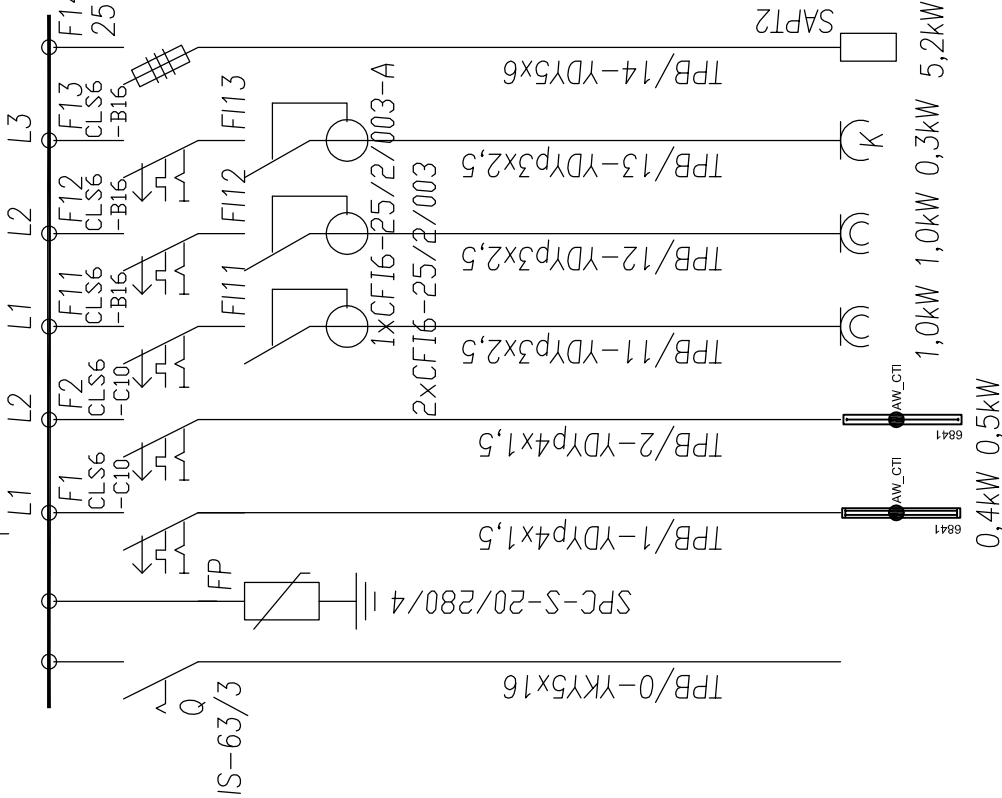 F14
25
TPB/14-YDY5x6
SAPT2
5,2kW
L3
F13
CLS6
-B16
FI13
1xCFI6-25/2/003-A
TPB/13-YDYp3x2,5
K
0,3kW
L2
F12
CLS6
-B16
FI12
2xCFI6-25/2/003
TPB/12-YDYp3x2,5
1,0kW
L1
F11
CLS6
-B16
FI11
TPB/11-YDYp3x2,5
1,0kW
L2
F2
CLS6
-C10
TPB/2-YDYp4x1,5
AW_CTI
6841
0,5kW
L1
F1
CLS6
-C10
TPB/1-YDYp4x1,5
AW_CTI
6841
0,4kW
FP
SPC-S-20/280/4
Q
IS-63/3
TPB/0-YKY5x16